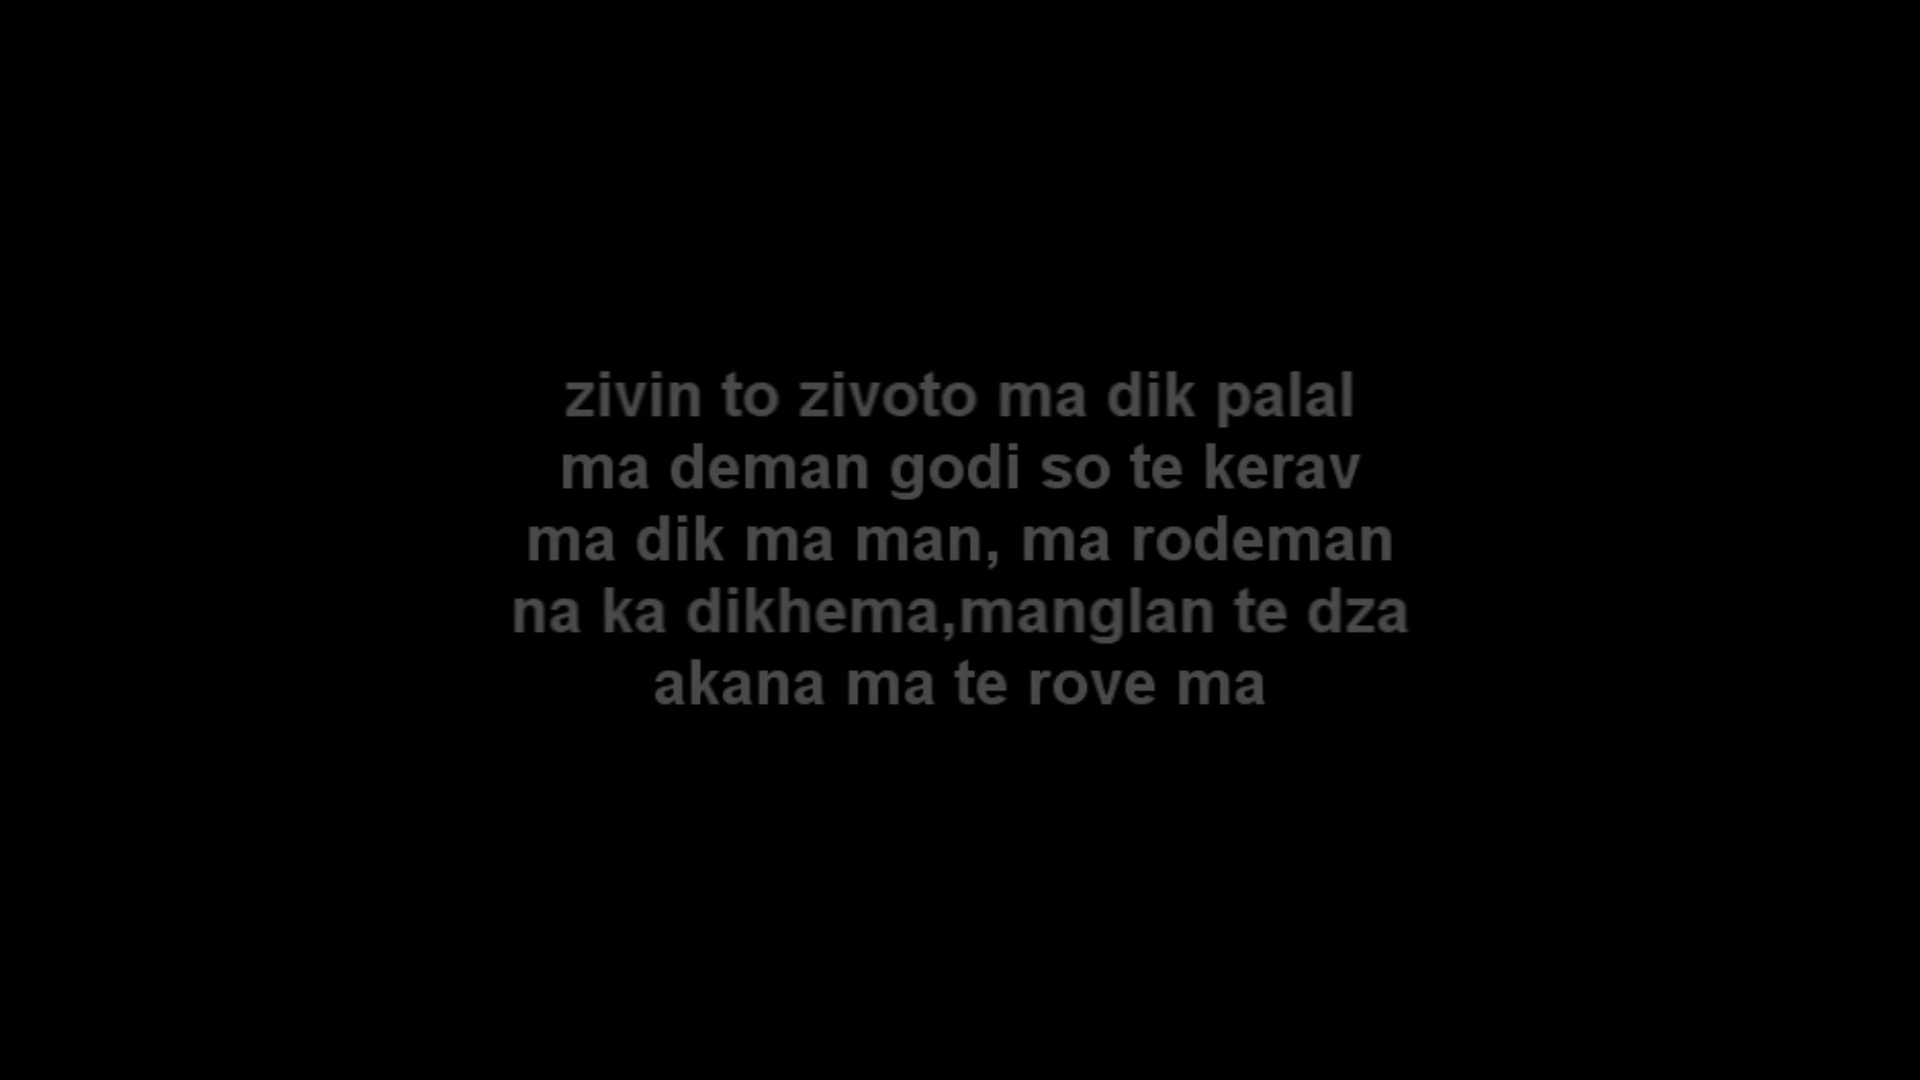 zivin to zivoto ma dik palal
ma deman godi so te kerav
ma dik ma man, ma rodeman
na ka dikhema,manglan te dza
akana ma te rove ma